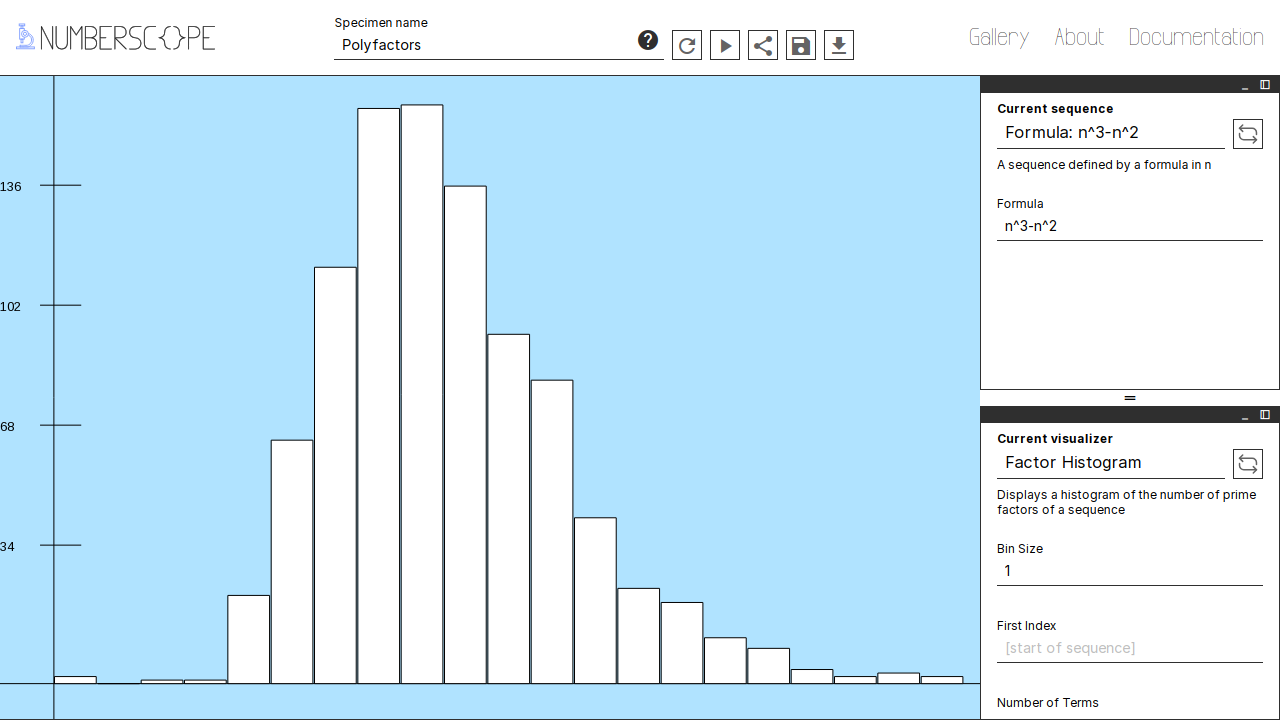 NUMBERSC{}PE
Specimen name
Polyfactors
?
Gallery About Documentation
136
102
68
34
Current sequence
Formula: n^3-n^2
A sequence defined by a formula in n
Formula
n^3-n^2
Current visualizer
Factor Histogram
Displays a histogram of the number of prime
factors of a sequence
Bin Size
1
First Index
[start of sequence]
Number of Terms